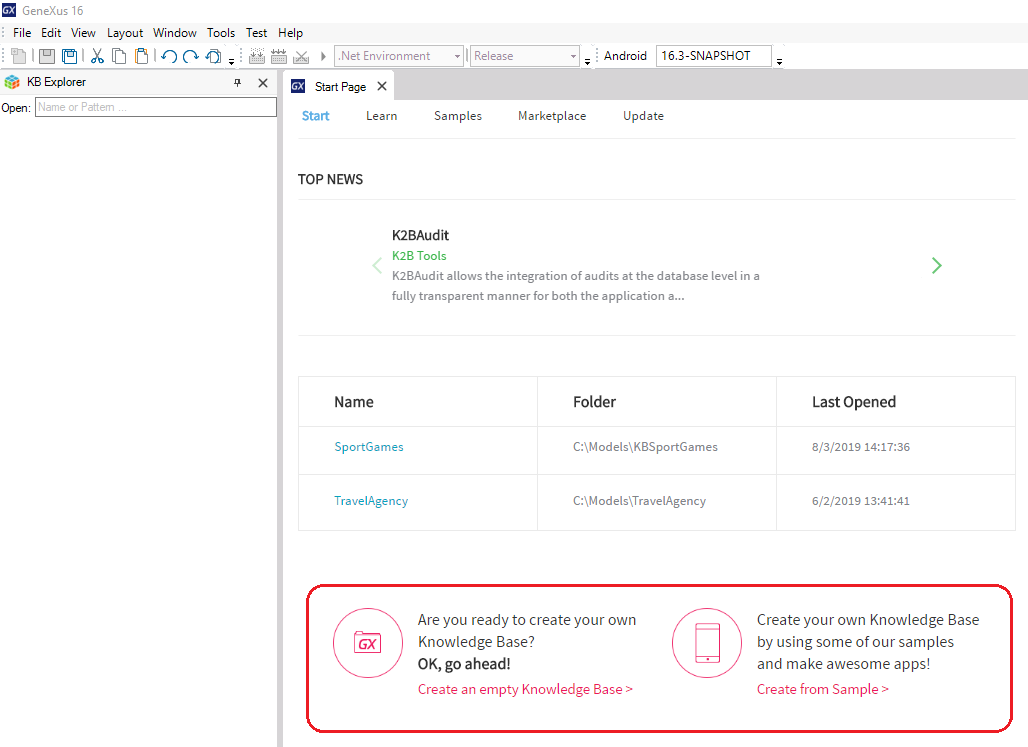 GX GeneXus 16
File Edit View Layout Window Tools Test Help
.Net Environment Release Android 16.3-SNAPSHOT
KB Explorer
Open: Name or Pattern ...
GX Start Page
Start Learn Samples Marketplace Update
TOP NEWS
K2BAudit
K2B Tools
K2BAudit allows the integration of audits at the database level in a
fully transparent manner for both the application a...
Name Folder Last Opened
SportGames C:\Models\KBSportGames 8/3/2019 14:17:36
TravelAgency C:\Models\TravelAgency 6/2/2019 13:41:41
GX
Are you ready to create your own
Knowledge Base?
OK, go ahead!
Create an empty Knowledge Base >
Create your own Knowledge Base
by using some of our samples
and make awesome apps!
Create from Sample >